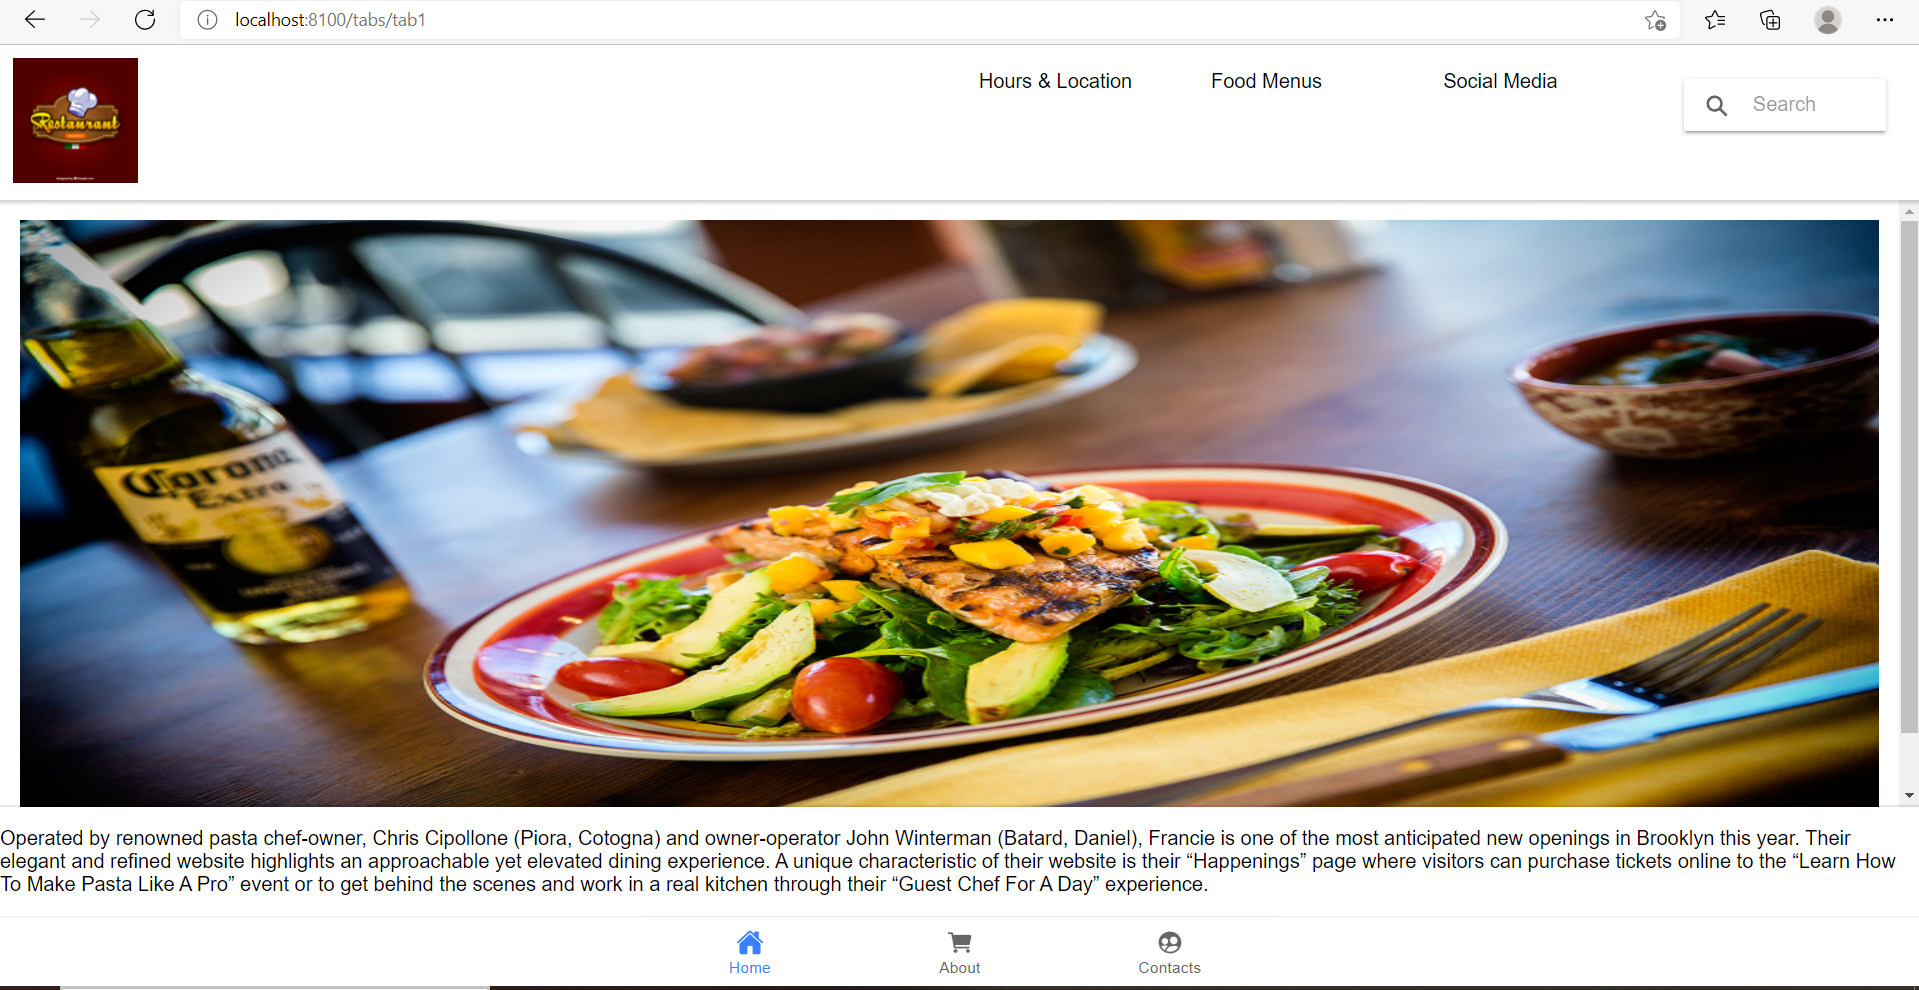 localhost:8100/tabs/tab1
Hours & Location
Food Menus
Social Media
Search
Restaurant
Corona
Extra
Operated by renowned pasta chef-owner, Chris Cipollone (Piora, Cotogna) and owner-operator John Winterman (Batard, Daniel), Francie is one of the most anticipated new openings in Brooklyn this year. Their
elegant and refined website highlights an approachable yet elevated dining experience. A unique characteristic of their website is their “Happenings” page where visitors can purchase tickets online to the “Learn How
To Make Pasta Like A Pro” event or to get behind the scenes and work in a real kitchen through their “Guest Chef For A Day” experience.
Home
About
Contacts